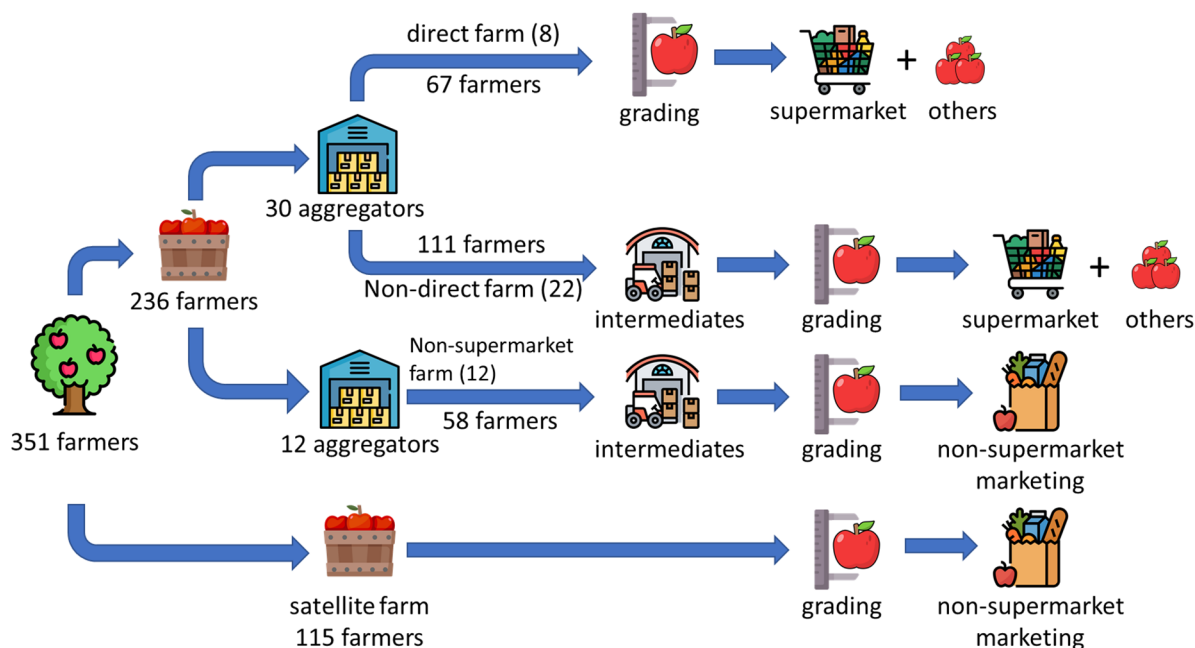 direct farm (8)
67 farmers
grading
supermarket
others
30 aggregators
111 farmers
Non-direct farm (22)
intermediates
grading
supermarket
others
236 farmers
351 farmers
Non-supermarket
farm (12)
58 farmers
12 aggregators
intermediates
grading
non-supermarket
marketing
satellite farm
115 farmers
grading
non-supermarket
marketing